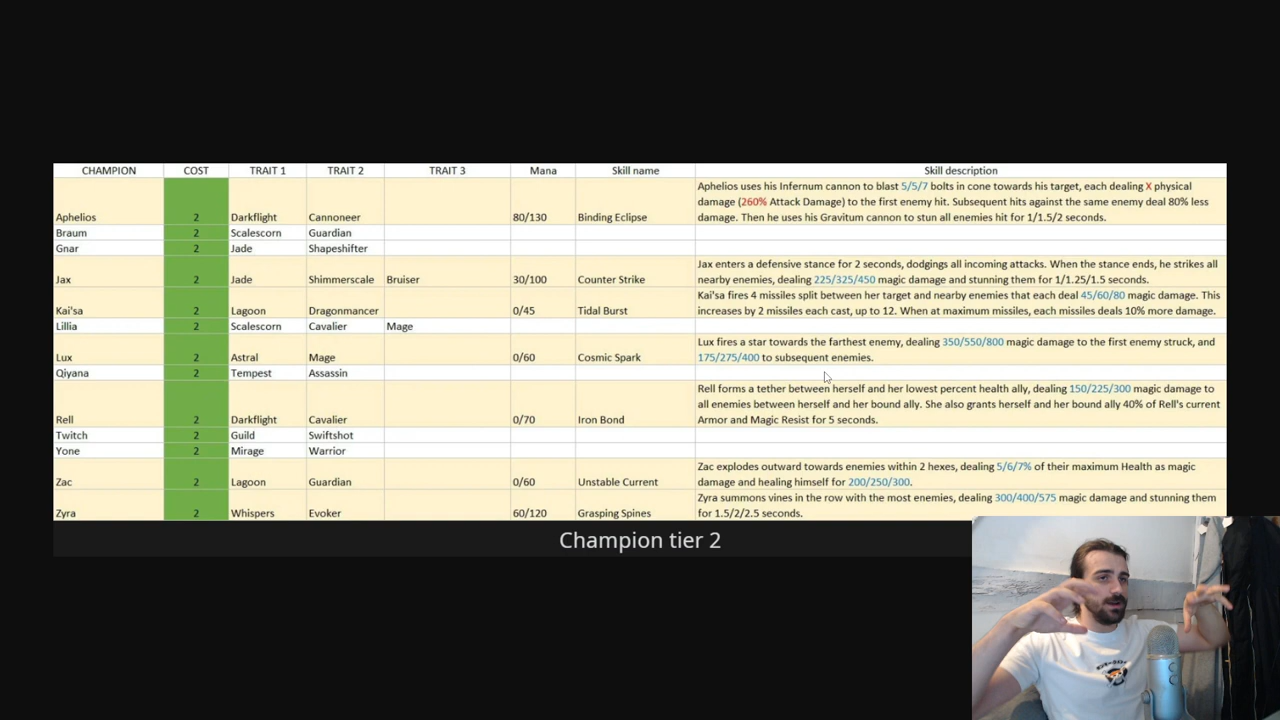 CHAMPION COST TRAIT 1 TRAIT 2 TRAIT 3 Mana Skill name Skill description
Aphelios uses his Infernum cannon to blast 5/5/7 bolts in cone towards his target, each dealing X physical
damage (260% Attack Damage) to the first enemy hit. Subsequent hits against the same enemy deal 80% less
Aphelios 2 Darkflight Cannoneer 80/130 Binding Eclipse damage. Then he uses his Gravitum cannon to stun all enemies hit for 1/1.5/2 seconds.
Braum 2 Scalescorn Guardian
Gnar 2 Jade Shapeshifter
Jax enters a defensive stance for 2 seconds, dodgings all incoming attacks. When the stance ends, he strikes all
Jax 2 Jade Shimmerscale Bruiser 30/100 Counter Strike nearby enemies, dealing 225/325/450 magic damage and stunning them for 1/1.25/1.5 seconds.
Kai'sa fires 4 missiles split between her target and nearby enemies that each deal 45/60/80 magic damage. This
Kai'sa 2 Lagoon Dragonmancer 0/45 Tidal Burst increases by 2 missiles each cast, up to 12. When at maximum missiles, each missiles deals 10% more damage.
Lillia 2 Scalescorn Cavalier Mage
Lux fires a star towards the farthest enemy, dealing 350/550/800 magic damage to the first enemy struck, and
Lux 2 Astral Mage 0/60 Cosmic Spark 175/275/400 to subsequent enemies.
Qiyana 2 Tempest Assassin
Rell forms a tether between herself and her lowest percent health ally, dealing 150/225/300 magic damage to
all enemies between herself and her bound ally. She also grants herself and her bound ally 40% of Rell's current
Rell 2 Darkflight Cavalier 0/70 Iron Bond Armor and Magic Resist for 5 seconds.
Twitch 2 Guild Swiftshot
Yone 2 Mirage Warrior
Zac explodes outward towards enemies within 2 hexes, dealing 5/6/7% of their maximum Health as magic
Zac 2 Lagoon Guardian 0/60 Unstable Current damage and healing himself for 200/250/300.
Zyra summons vines in the row with the most enemies, dealing 300/400/575 magic damage and stunning them
Zyra 2 Whispers Evoker 60/120 Grasping Spines for 1.5/2/2.5 seconds.
Champion tier 2